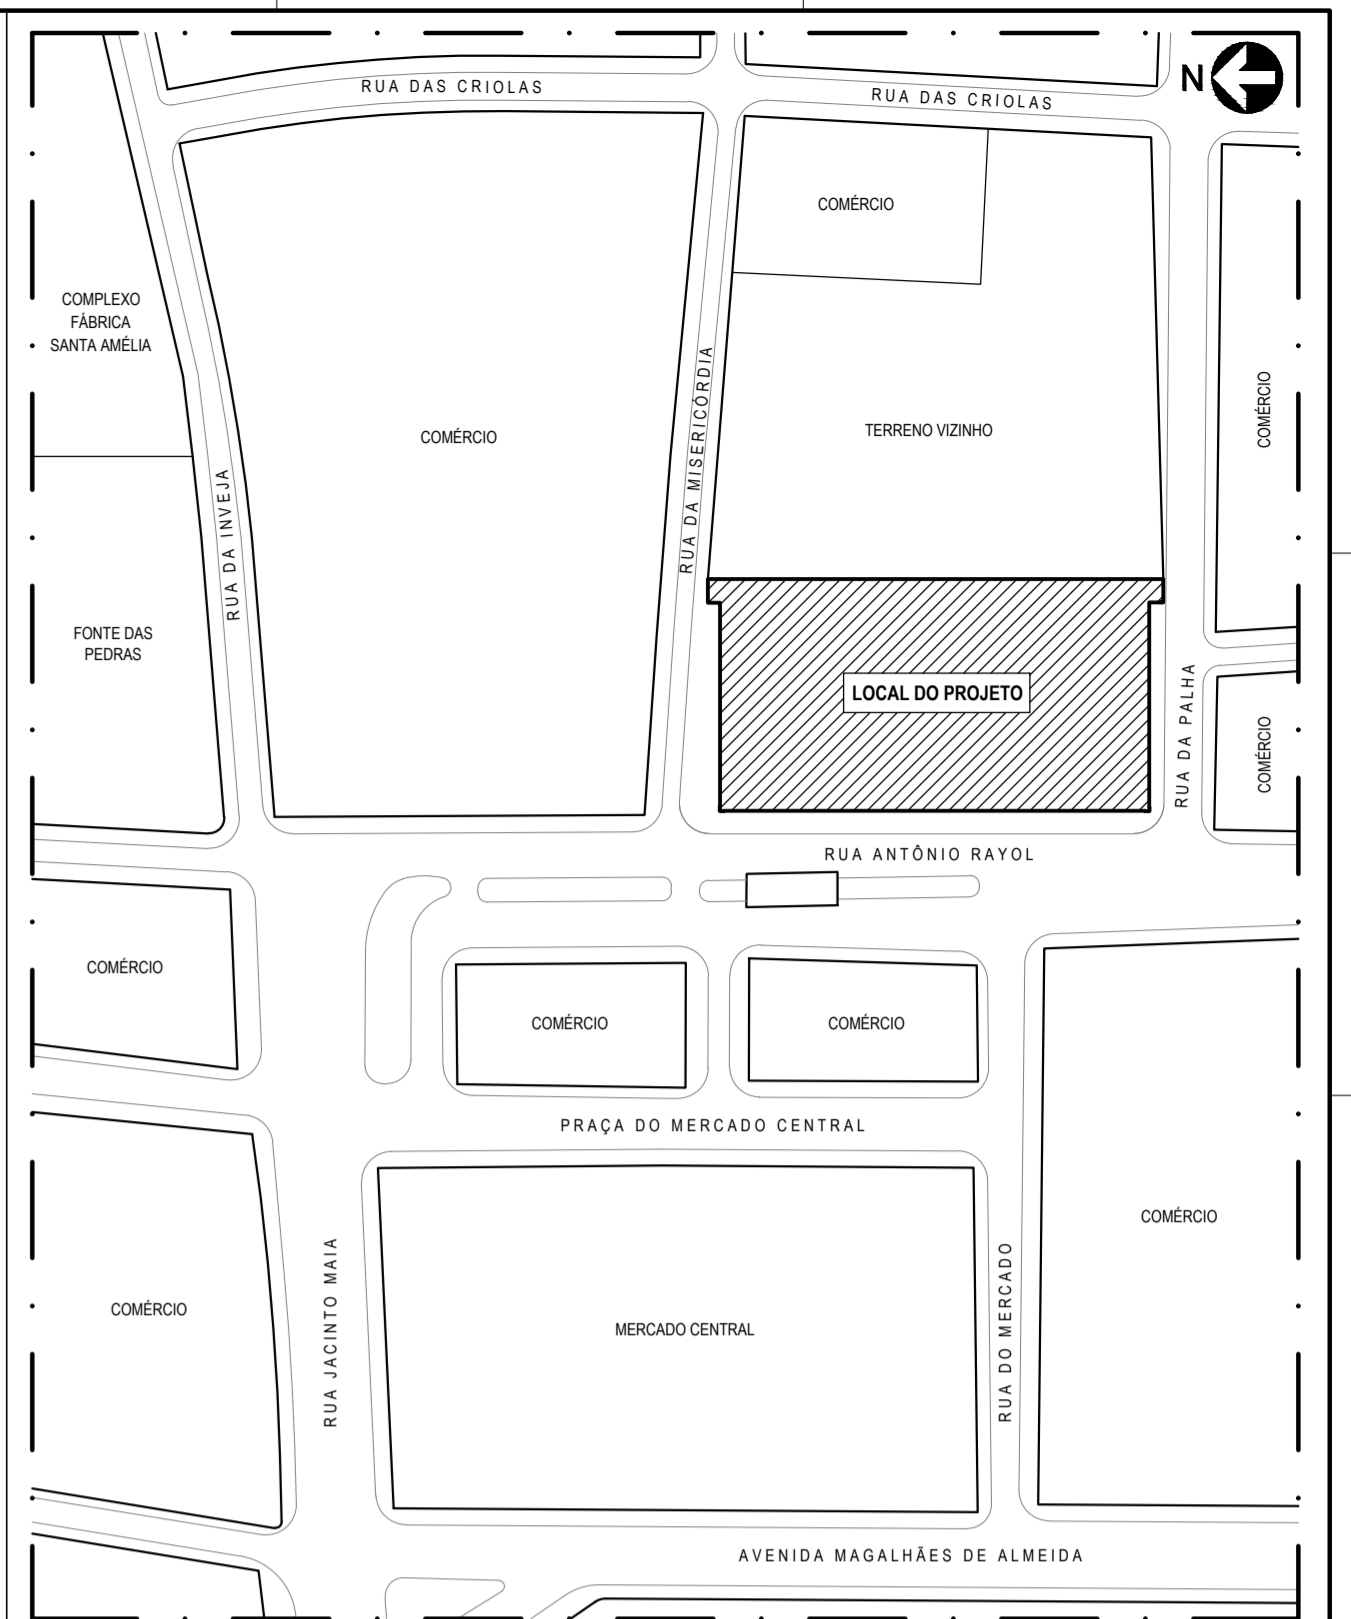 RUA DAS CRIOLAS
RUA DAS CRIOLAS
N
COMÉRCIO
COMPLEXO
FÁBRICA
SANTA AMÉLIA
COMÉRCIO
RUA DA MISERICÓRDIA
TERRENO VIZINHO
COMÉRCIO
RUA DA INVEJA
FONTE DAS
PEDRAS
LOCAL DO PROJETO
RUA DA PALHA
COMÉRCIO
RUA ANTÔNIO RAYOL
COMÉRCIO
COMÉRCIO
COMÉRCIO
PRAÇA DO MERCADO CENTRAL
COMÉRCIO
COMÉRCIO
RUA JACINTO MAIA
MERCADO CENTRAL
RUA DO MERCADO
AVENIDA MAGALHÃES DE ALMEIDA